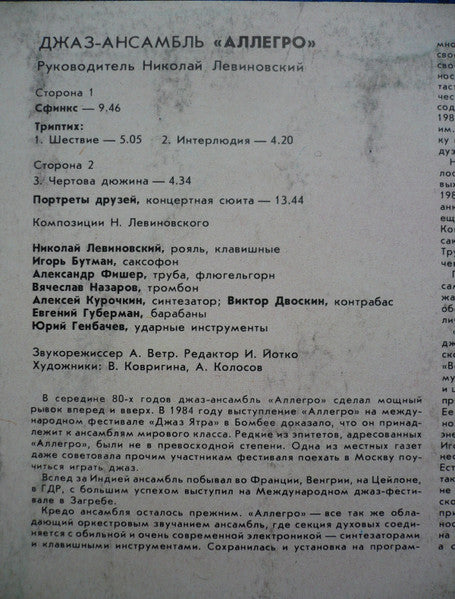 ДЖАЗ-АНСАМБЛЬ «АЛЛЕГРО»
Руководитель Николай Левиновский
Сторона 1
Сфинкс — 9.46
Триптих:
1. Шествие — 5.05 2. Интерлюдия — 4.20
Сторона 2
3. Чертова дюжина — 4.34
Портреты друзей, концертная сюита — 13.44
Композиции Н. Левиновского
Николай Левиновский, рояль, клавишные
Игорь Бутман, саксофон
Александр Фишер, труба, флюгельгорн
Вячеслав Назаров, тромбон
Алексей Курочкин, синтезатор; Виктор Двоскин, контрабас
Евгений Губерман, барабаны
Юрий Генбачев, ударные инструменты
Звукорежиссер А. Ветр. Редактор И. Йотко
Художники: В. Ковригина, А. Колосов
В середине 80-х годов джаз-ансамбль «Аллегро» сделал мощный
рывок вперед и вверх. В 1984 году выступление «Аллегро» на между-
народном фестивале «Джаз Ятра» в Бомбее доказало, что он принад-
лежит к ансамблям мирового класса. Редкие из эпитетов, адресованных
«Аллегро», были не в превосходной степени. Одна из местных газет
даже советовала прочим участникам фестиваля поехать в Москву поу-
читься играть джаз.
Вслед за Индией ансамбль побывал во Франции, Венгрии, на Цейлоне,
в ГДР, с большим успехом выступил на Международном джаз-фести-
вале в Загребе.
Кредо ансамбля осталось прежним. «Аллегро» — все так же обла-
дающий оркестровым звучанием ансамбль, где секция духовых соеди-
няется с обильной и очень современной электроникой — синтезаторами
и клавишными инструментами. Сохранилась и установка на програм-